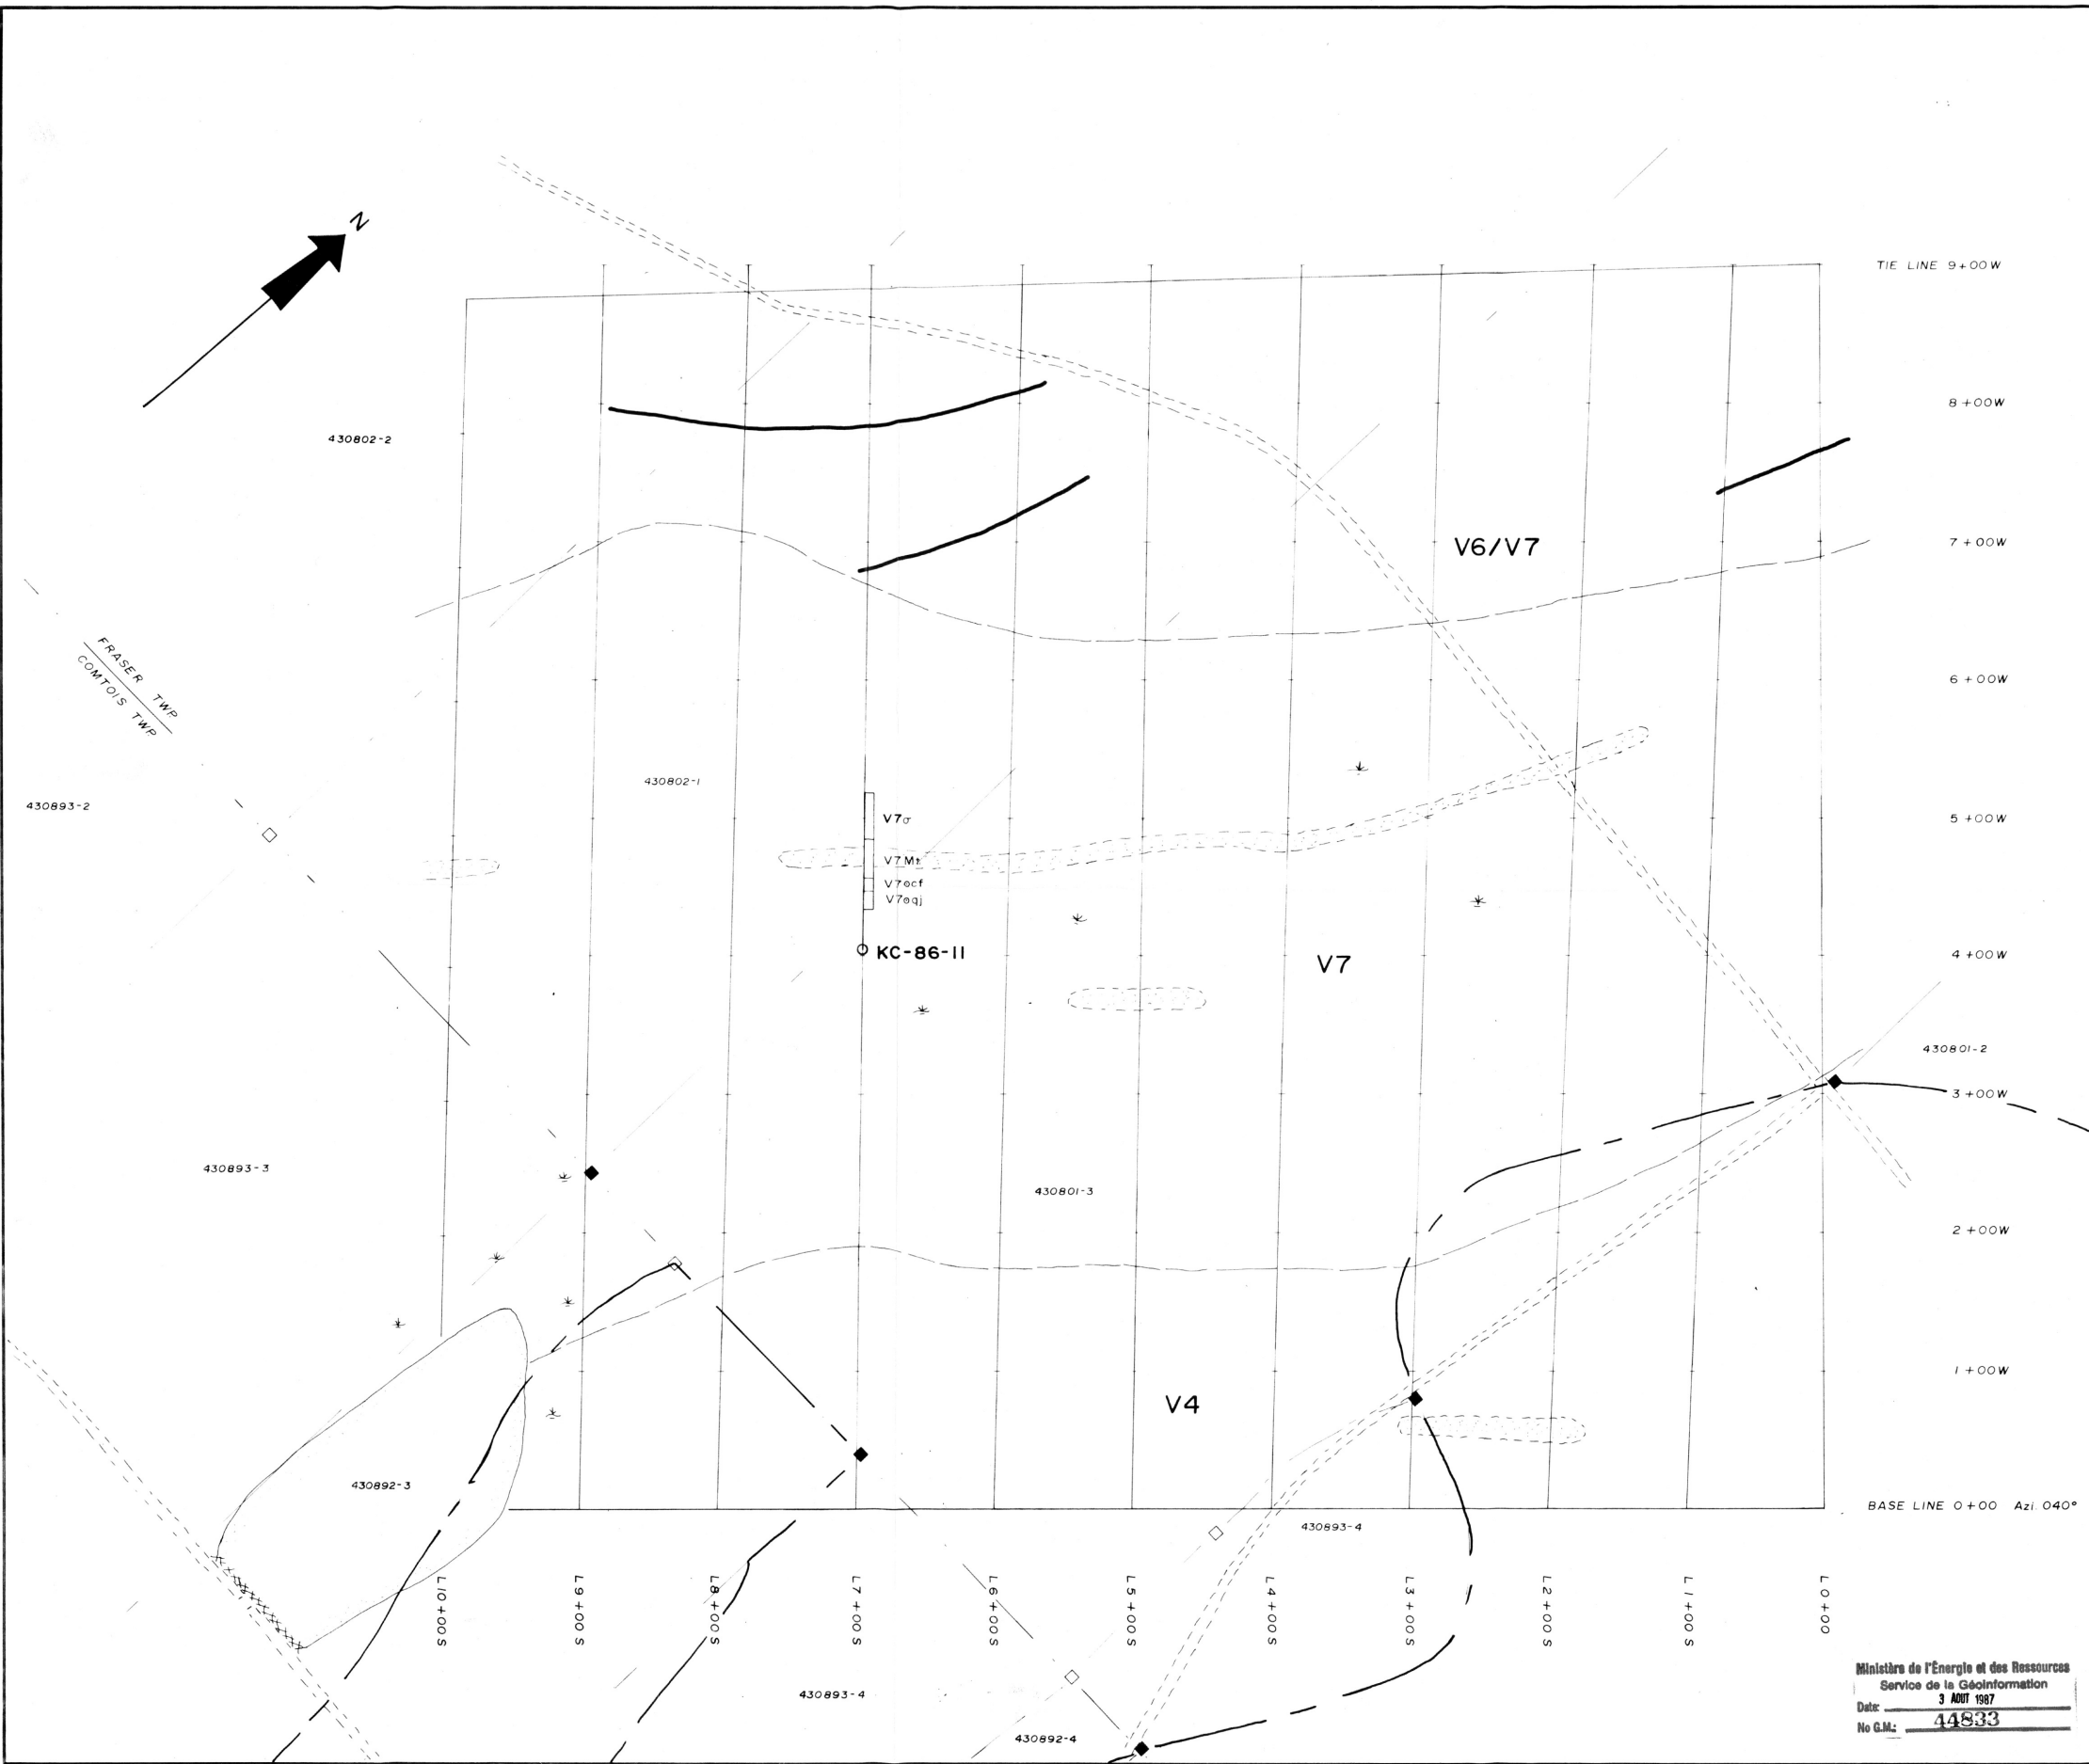 N
TIE LINE 9+00W
8+00W
430802-2
V6/V7
7+00W
FRASER TWP.
COMTOIS TWP.
6+00W
430802-1
430893-2
V7σ
5+00W
V7Mt
V7ocf
V7oqj
KC-86-11
V7
4+00W
430801-2
3+00W
430893-3
430801-3
2+00W
1+00W
V4
430892-3
BASE LINE 0+00 Azi. 040°
430893-4
L10+00S
L9+00S
L8+00S
L7+00S
L6+00S
L5+00S
L4+00S
L3+00S
L2+00S
L1+00S
L0+00
430893-4
430892-4
Ministère de l'Énergie et des Ressources
Service de la Géoinformation
Date: 3 AOUT 1987
No G.M.: 44833